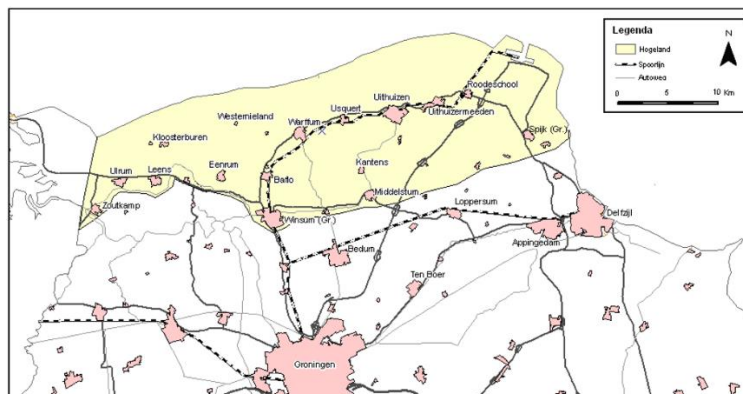 Legenda
Hogeland
Spoorlijn
Autoweg
0 5 10 Km
N
Roodeschool
Uithuizen
Uithuizermeeden
Usquert
Warffum
Westernieland
Kloosterburen
Spijk (Gr.)
Ulrum
Leens
Eenrum
Baflo
Kantens
Middelstum
Zoutkamp
Winsum (Gr.)
Loppersum
Delfzijl
Appingedam
Bedum
Ten Boer
Groningen